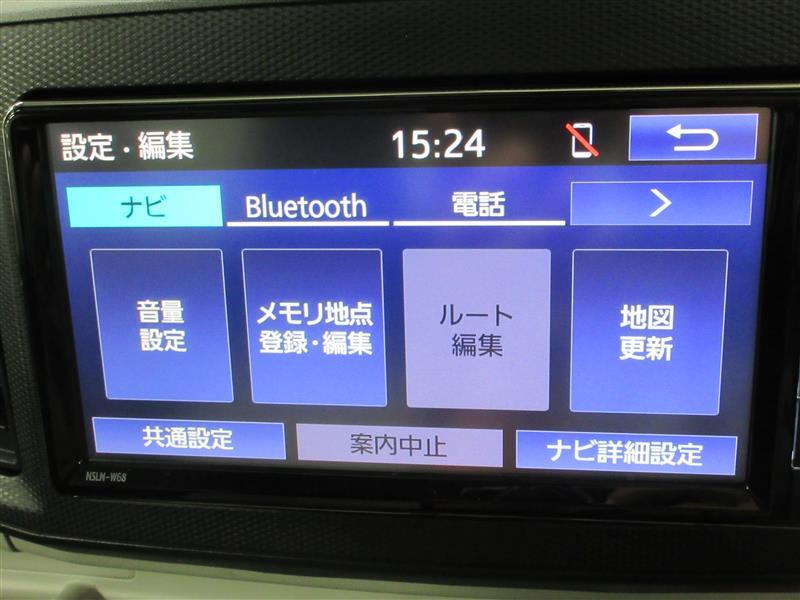 設定・編集 15:24
ナビ Bluetooth 電話
音量
設定
メモリ地点
登録・編集
ルート
編集
地図
更新
共通設定 案内中止 ナビ詳細設定
NSLN-W68